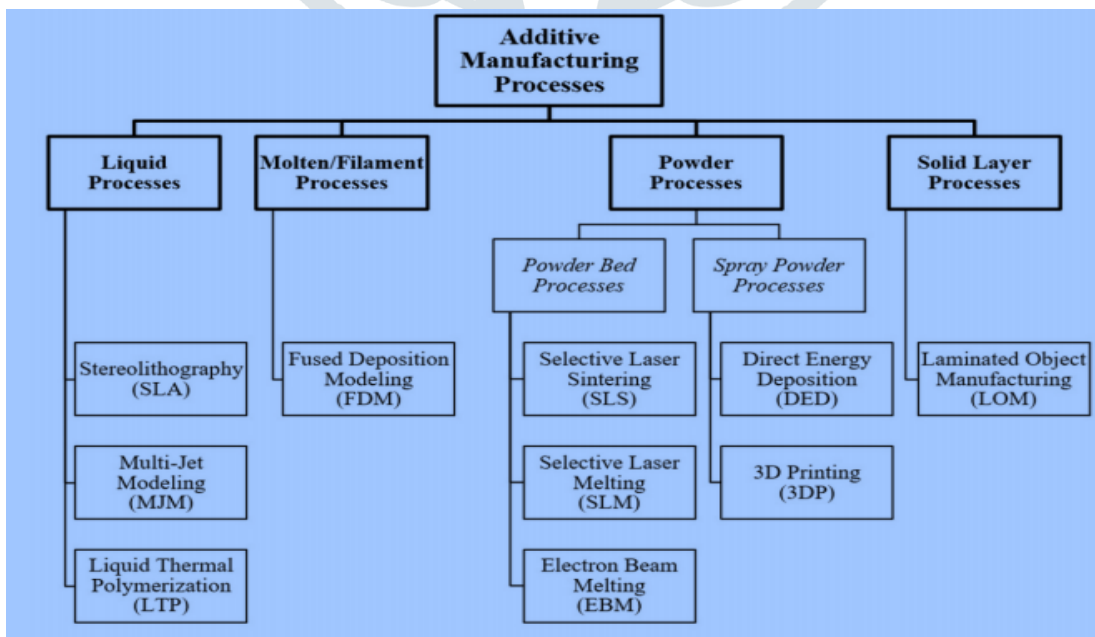 Additive
Manufacturing
Processes
Liquid
Processes
Molten/Filament
Processes
Powder
Processes
Solid Layer
Processes
Powder Bed
Processes
Spray Powder
Processes
Stereolithography
(SLA)
Fused Deposition
Modeling
(FDM)
Selective Laser
Sintering
(SLS)
Direct Energy
Deposition
(DED)
Laminated Object
Manufacturing
(LOM)
Multi-Jet
Modeling
(MJM)
Selective Laser
Melting
(SLM)
3D Printing
(3DP)
Liquid Thermal
Polymerization
(LTP)
Electron Beam
Melting
(EBM)